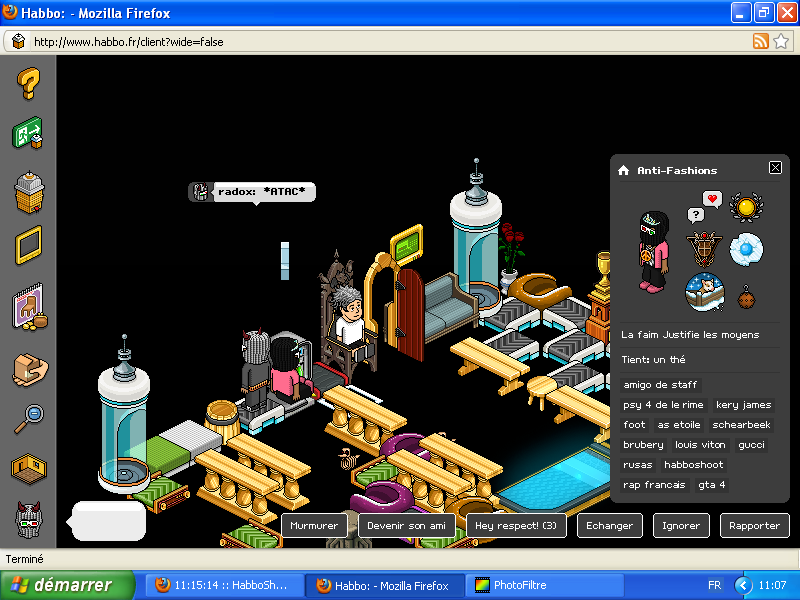 Habbo: - Mozilla Firefox
http://www.habbo.fr/client?wide=false
Anti-Fashions
radox: *ATAC*
?
La faim Justifie les moyens
Tient: un thé
amigo de staff
psy 4 de le rime kery james
foot as etoile schearbeek
brubery louis viton gucci
rusas habboshoot
rap francais gta 4
Murmurer Devenir son ami Hey respect! (3) Echanger Ignorer Rapporter
Terminé
démarrer 11:15:14 :: HabboSh... Habbo: - Mozilla Firefox PhotoFiltre FR 11:07